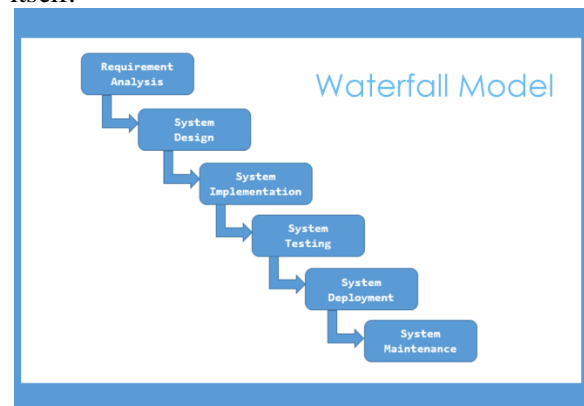 itself.
Waterfall Model
Requirement
Analysis
System
Design
System
Implementation
System
Testing
System
Deployment
System
Maintenance